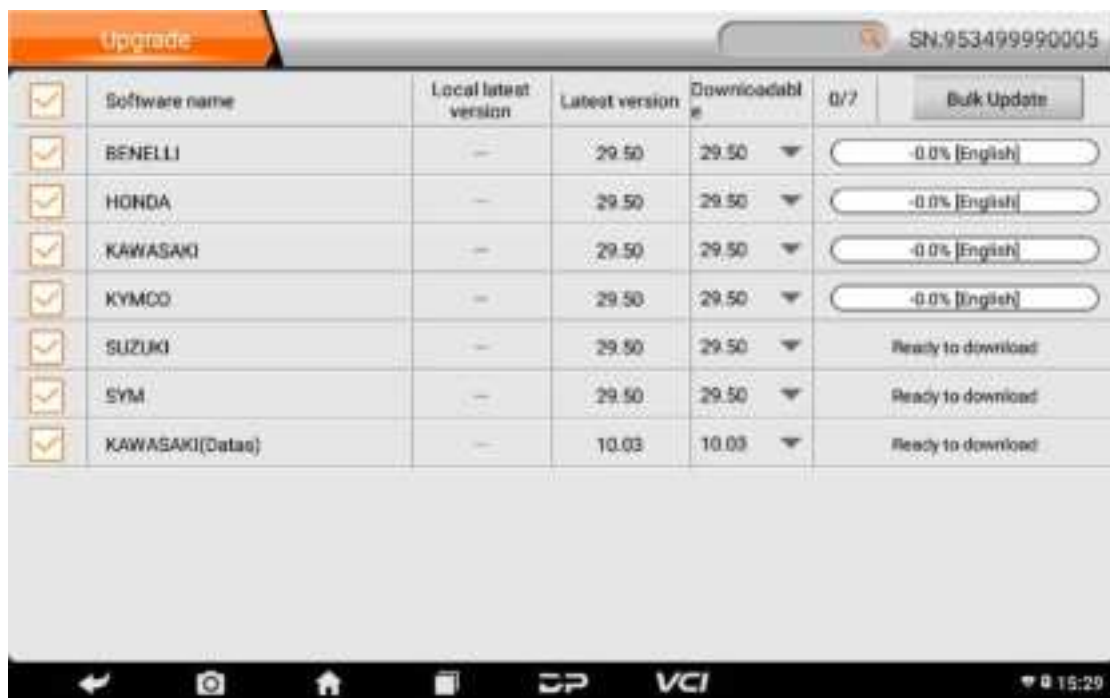 Upgrade SN:953499990005
Software name Local latest version Latest version Downloadable 0/7 Bulk Update
BENELLI -- 29.50 29.50 -0.0% [English]
HONDA -- 29.50 29.50 -0.0% [English]
KAWASAKI -- 29.50 29.50 -0.0% [English]
KYMCO -- 29.50 29.50 -0.0% [English]
SUZUKI -- 29.50 29.50 Ready to download
SYM -- 29.50 29.50 Ready to download
KAWASAKI(Datas) -- 10.03 10.03 Ready to download
DP VCI 15:29